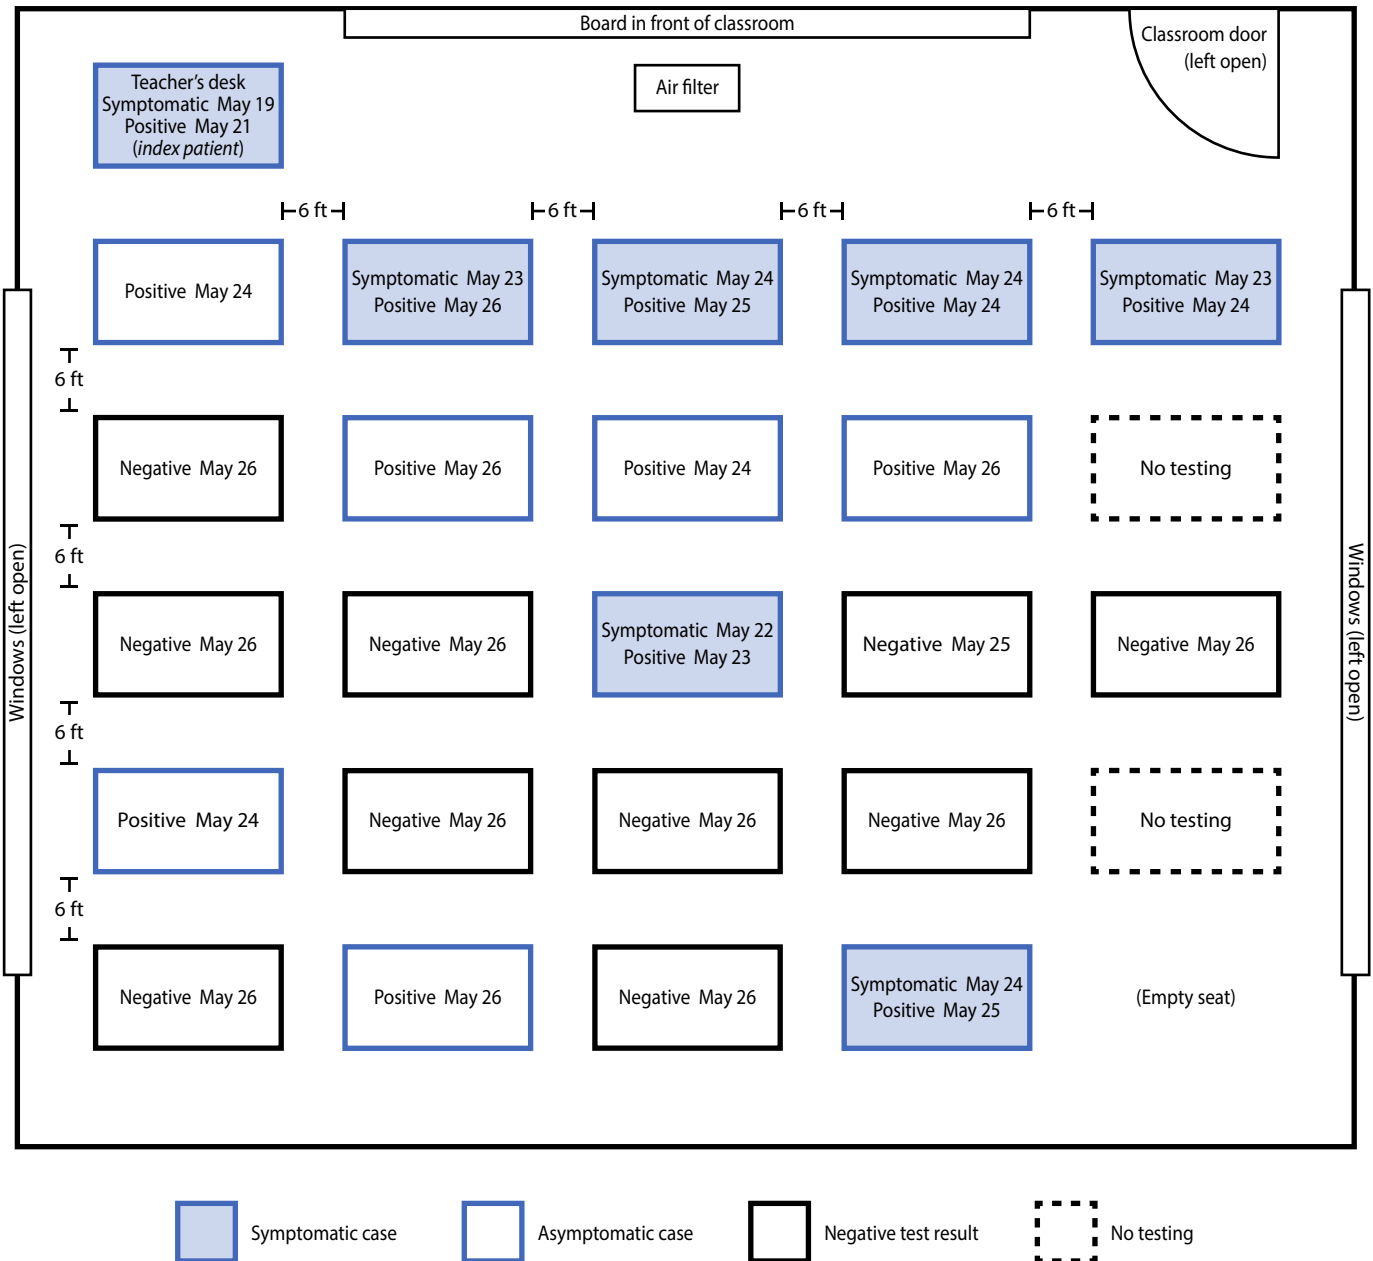 Board in front of classroom
Classroom door
(left open)
Teacher's desk
Symptomatic May 19
Positive May 21
(index patient)
Air filter
6 ft
6 ft
6 ft
6 ft
Positive May 24
Symptomatic May 23
Positive May 26
Symptomatic May 24
Positive May 25
Symptomatic May 24
Positive May 24
Symptomatic May 23
Positive May 24
6 ft
Negative May 26
Positive May 26
Positive May 24
Positive May 26
No testing
6 ft
Windows (left open)
Windows (left open)
Negative May 26
Negative May 26
Symptomatic May 22
Positive May 23
Negative May 25
Negative May 26
6 ft
Positive May 24
Negative May 26
Negative May 26
Negative May 26
No testing
6 ft
Negative May 26
Positive May 26
Negative May 26
Symptomatic May 24
Positive May 25
(Empty seat)
Symptomatic case
Asymptomatic case
Negative test result
No testing